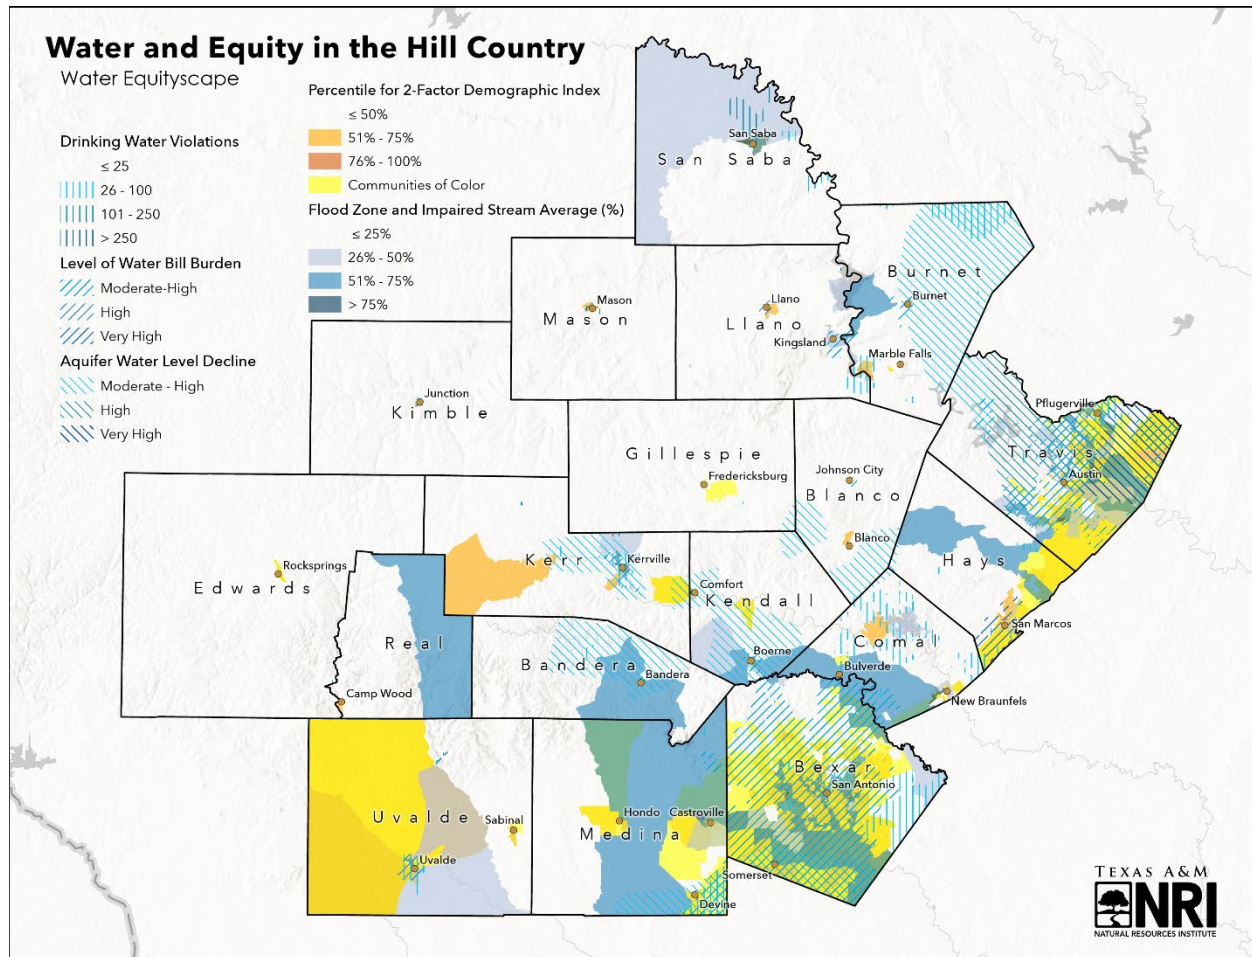 Water and Equity in the Hill Country
Water Equityscape
Drinking Water Violations
≤ 25
26 - 100
101 - 250
> 250
Level of Water Bill Burden
Moderate-High
High
Very High
Aquifer Water Level Decline
Moderate - High
High
Very High
Percentile for 2-Factor Demographic Index
≤ 50%
51% - 75%
76% - 100%
Communities of Color
Flood Zone and Impaired Stream Average (%)
≤ 25%
26% - 50%
51% - 75%
> 75%
San Saba
San Saba
Burnet
Burnet
Mason
Mason
Llano
Llano
Kingsland
Marble Falls
Junction
Kimble
Pflugerville
Travis
Austin
Gillespie
Fredericksburg
Johnson City
Blanco
Blanco
Hays
San Marcos
Rocksprings
Edwards
Kerr
Kerrville
Comfort
Kendall
Boerne
Comal
Bulverde
New Braunfels
Real
Camp Wood
Bandera
Bandera
Uvalde
Sabinal
Uvalde
Hondo
Castroville
Medina
Devine
Bexar
San Antonio
Somerset
TEXAS A&M
NRI
NATURAL RESOURCES INSTITUTE